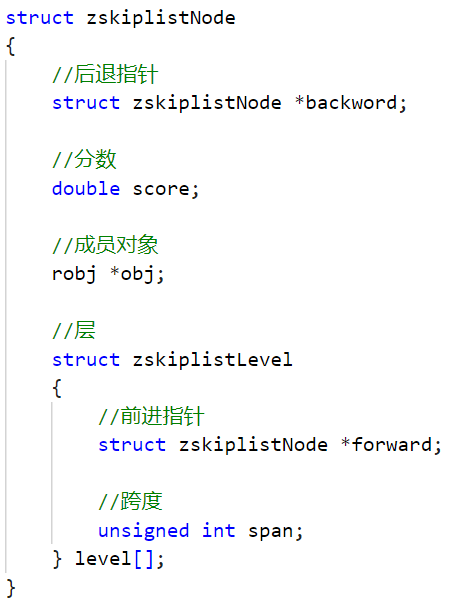 struct zskiplistNode
{
//后退指针
struct zskiplistNode *backword;
//分数
double score;
//成员对象
robj *obj;
//层
struct zskiplistLevel
{
//前进指针
struct zskiplistNode *forward;
//跨度
unsigned int span;
} level[];
}